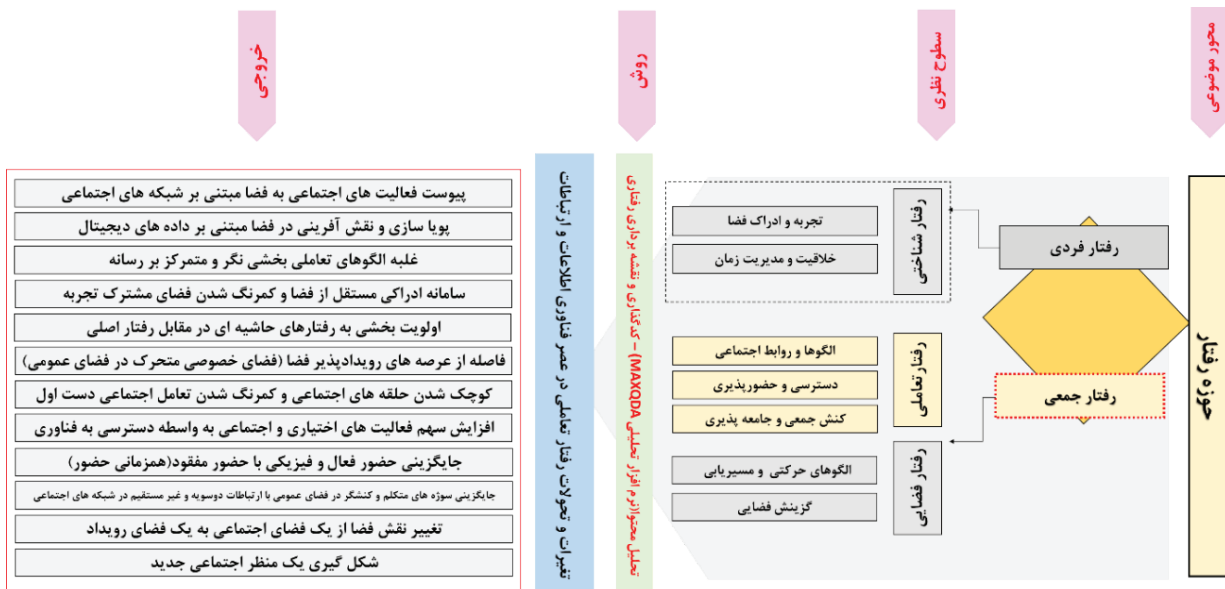 محور موضوعی
سطوح نظری
روش
خروجی
حوزه رفتار
رفتار فردی
رفتار جمعی
رفتار شناختی
تجربه و ادراک فضا
خلاقیت و مدیریت زمان
رفتار تعاملی
الگوها و روابط اجتماعی
دسترسی و حضورپذیری
کنش جمعی و جامعه پذیری
رفتار فضایی
الگوهای حرکتی و مسیریابی
گزینش فضایی
تحلیل محتوا(نرم افزار تحلیلی MAXQDA) – کدگذاری و نقشه برداری رفتاری
تغیرات و تحولات رفتار تعاملی در عصر فناوری اطلاعات و ارتباطات
پیوست فعالیت های اجتماعی به فضا مبتنی بر شبکه های اجتماعی
پویا سازی و نقش آفرینی در فضا مبتنی بر داده های دیجیتال
غلبه الگوهای تعاملی بخشی نگر و متمرکز بر رسانه
سامانه ادراکی مستقل از فضا و کمرنگ شدن فضای مشترک تجربه
اولویت بخشی به رفتارهای حاشیه ای در مقابل رفتار اصلی
فاصله از عرصه های رویدادپذیر فضا (فضای خصوصی متحرک در فضای عمومی)
کوچک شدن حلقه های اجتماعی و کمرنگ شدن تعامل اجتماعی دست اول
افزایش سهم فعالیت های اختیاری و اجتماعی به واسطه دسترسی به فناوری
جایگزینی حضور فعال و فیزیکی با حضور مفقود(همزمانی حضور)
جایگزینی سوژه های متکلم و کنشگر در فضای عمومی با ارتباطات دوسویه و غیر مستقیم در شبکه های اجتماعی
تغییر نقش فضا از یک فضای اجتماعی به یک فضای رویداد
شکل گیری یک منظر اجتماعی جدید